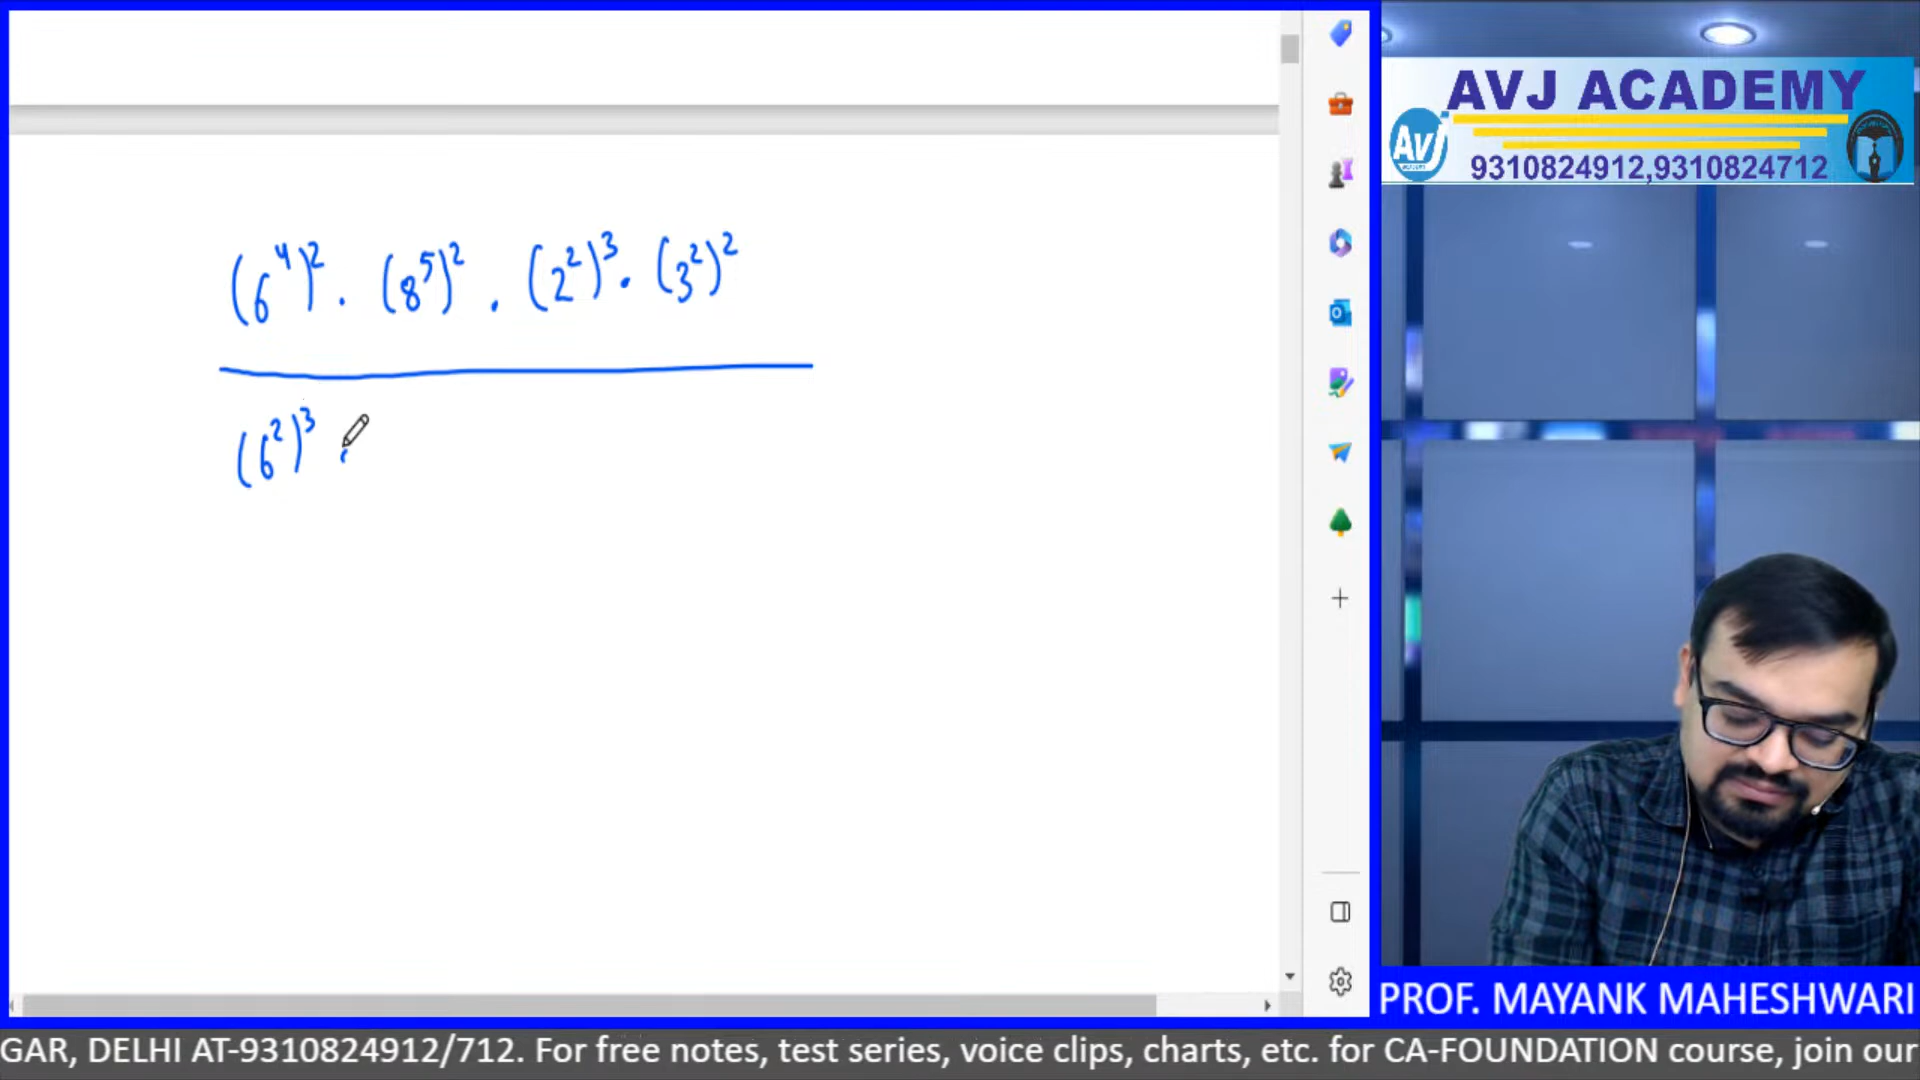 AVJ ACADEMY
AVJ
9310824912,9310824712
(6⁴)² . (8⁵)² . (2²)³ . (3²)²
(6²)³
PROF. MAYANK MAHESHWARI
GAR, DELHI AT-9310824912/712. For free notes, test series, voice clips, charts, etc. for CA-FOUNDATION course, join our